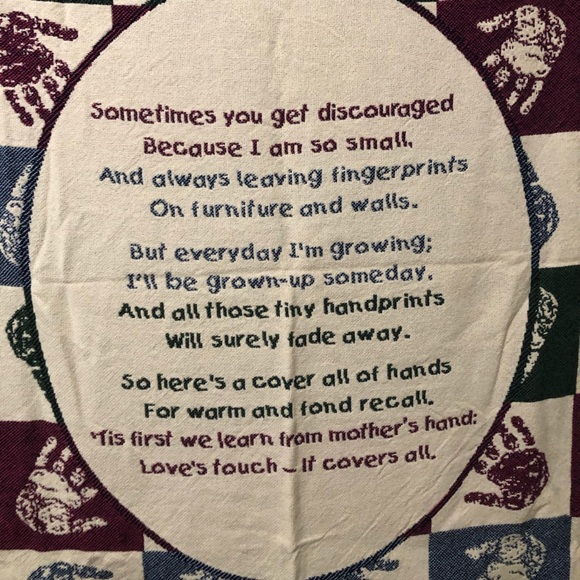 Sometimes you get discouraged
Because I am so small,
And always leaving fingerprints
On furniture and walls.
But everyday I'm growing;
I'll be grown-up someday,
And all those tiny handprints
Will surely fade away.
So here's a cover all of hands
For warm and fond recall.
'Tis first we learn from mother's hand:
Love's touch - It covers all.